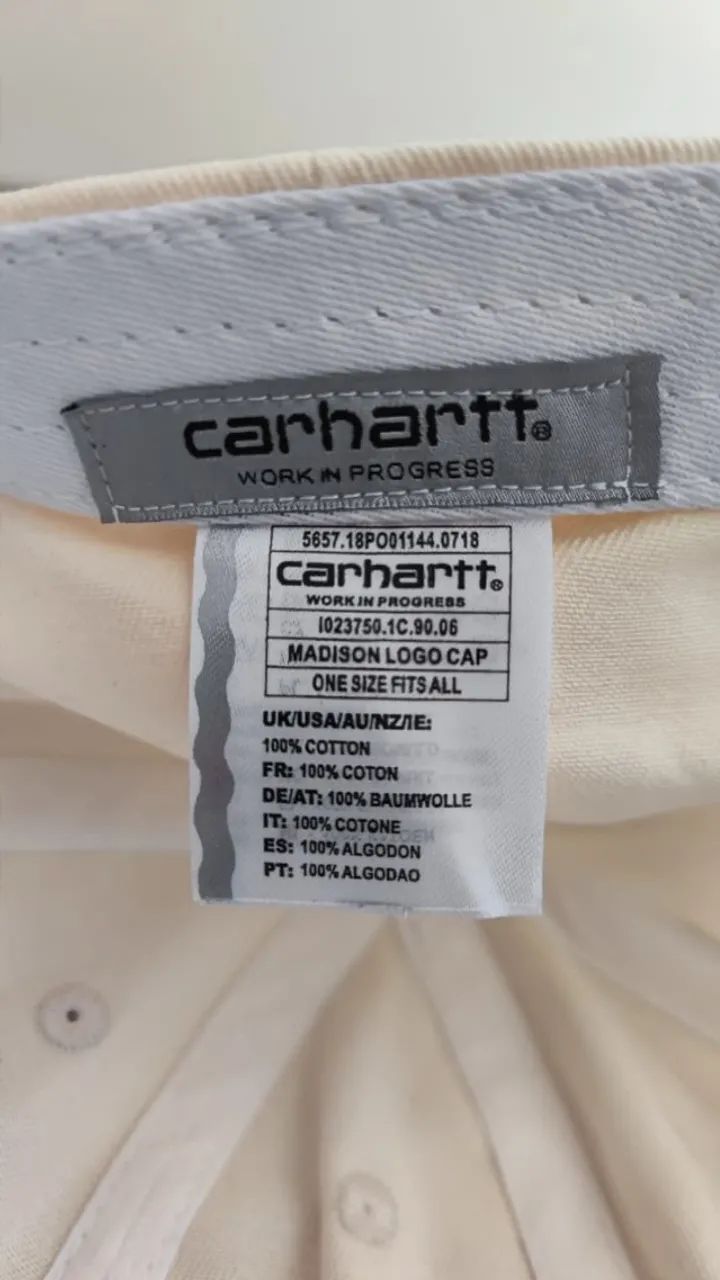 carhartt®
WORK IN PROGRESS
5657.18PO01144.0718
carhartt®
WORK IN PROGRESS
I023750.1C.90.06
MADISON LOGO CAP
ONE SIZE FITS ALL
UK/USA/AU/NZ/IE:
100% COTTON
FR: 100% COTON
DE/AT: 100% BAUMWOLLE
IT: 100% COTONE
ES: 100% ALGODON
PT: 100% ALGODAO